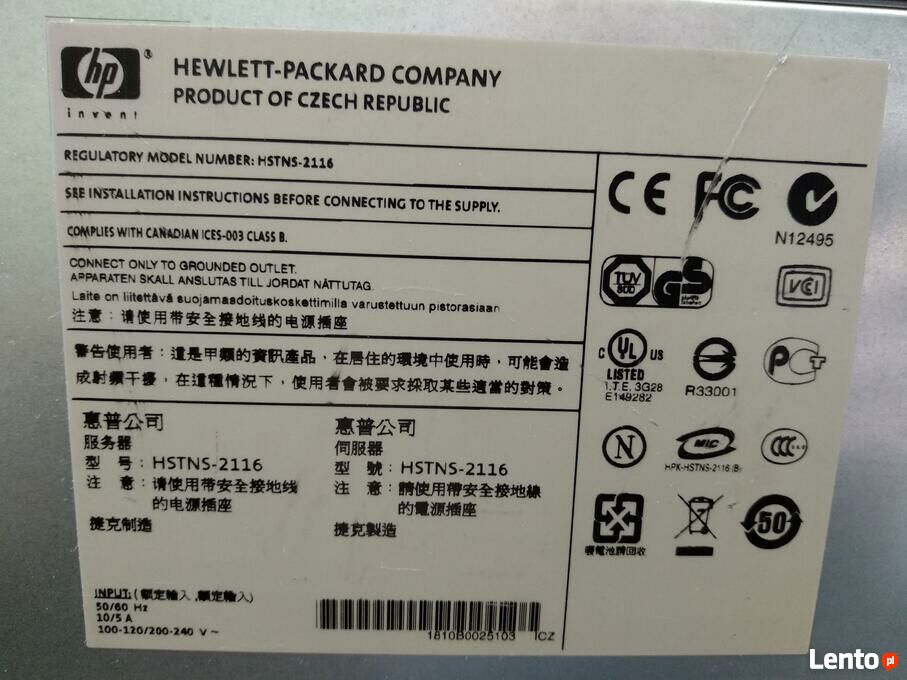 hp ®
invent
HEWLETT-PACKARD COMPANY
PRODUCT OF CZECH REPUBLIC
REGULATORY MODEL NUMBER: HSTNS-2116
SEE INSTALLATION INSTRUCTIONS BEFORE CONNECTING TO THE SUPPLY.
COMPLIES WITH CANADIAN ICES-003 CLASS B.
CONNECT ONLY TO GROUNDED OUTLET.
APPARATEN SKALL ANSLUTAS TILL JORDAT NÄTTUTAG.
Laite on liitettävä suojamaadoituskoskettimilla varustettuun pistorasiaan
注意：请使用带安全接地线的电源插座
警告使用者：這是甲類的資訊產品，在居住的環境中使用時，可能會造
成射頻干擾，在這種情況下，使用者會被要求採取某些適當的對策。
惠普公司
服务器
型 号：HSTNS-2116
注 意：请使用带安全接地线
的电源插座
捷克制造
惠普公司
伺服器
型 號：HSTNS-2116
注 意：請使用帶安全接地線
的電源插座
捷克製造
INPUT: (额定输入,額定輸入)
50/60 Hz
10/5 A
100-120/200-240 V ~
1810B0025103 CZ
CE FC
N12495
TÜV
SÜD
GS
VCI
C UL US
LISTED
I.T.E. 3G28
E149282
R33001
PCT
N
MIC
HPK-HSTNS-2116 (B)
CCC
廢電池請回收
50
Lento pl